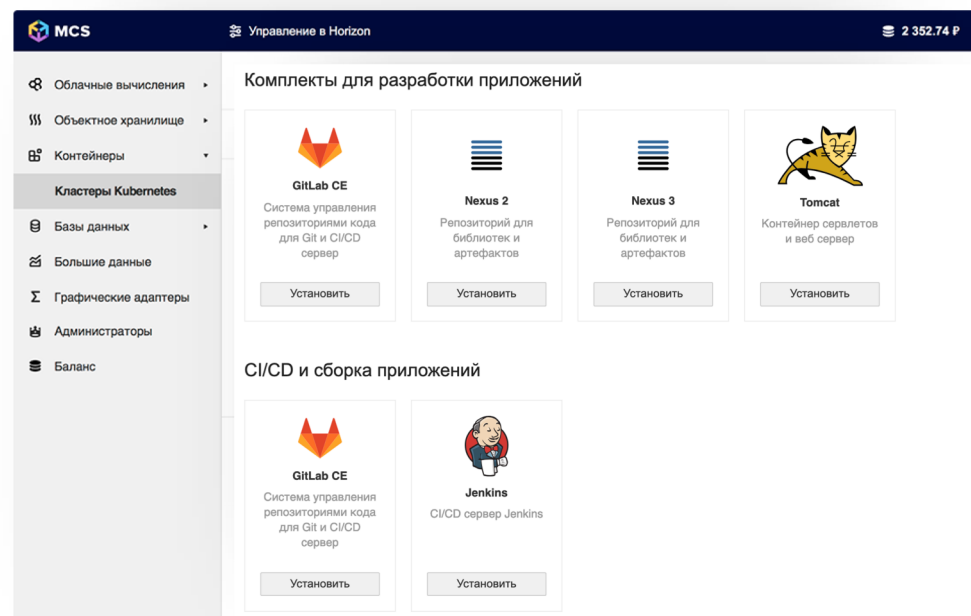 MCS
Управление в Horizon
2 352.74 ₽
Облачные вычисления
Объектное хранилище
Контейнеры
Кластеры Kubernetes
Базы данных
Большие данные
Графические адаптеры
Администраторы
Баланс
Комплекты для разработки приложений
GitLab CE
Система управления
репозиториями кода
для Git и CI/CD
сервер
Установить
Nexus 2
Репозиторий для
библиотек и
артефактов
Установить
Nexus 3
Репозиторий для
библиотек и
артефактов
Установить
Tomcat
Контейнер сервлетов
и веб сервер
Установить
CI/CD и сборка приложений
GitLab CE
Система управления
репозиториями кода
для Git и CI/CD
сервер
Установить
Jenkins
CI/CD сервер Jenkins
Установить